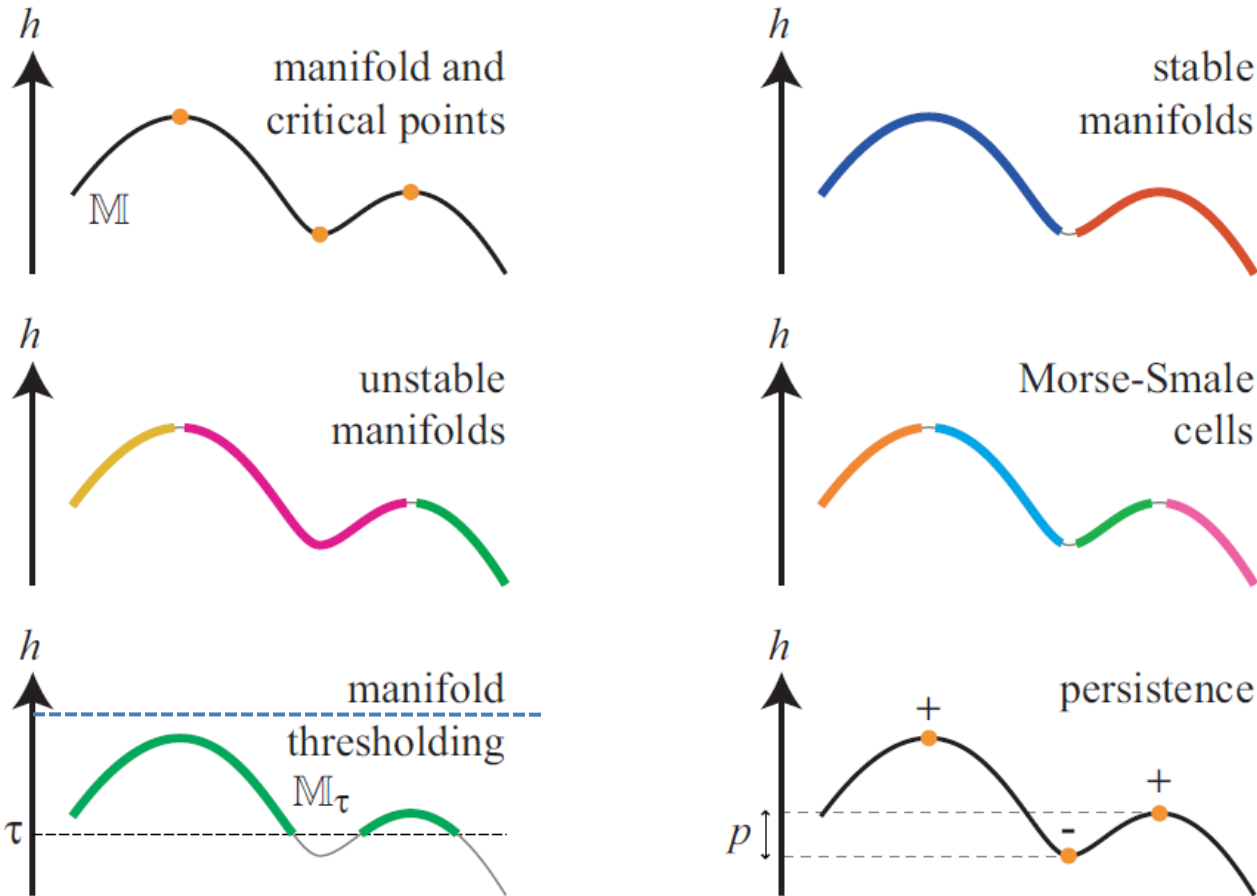 h
manifold and
critical points
𝕄
h
stable
manifolds
h
unstable
manifolds
h
Morse-Smale
cells
h
manifold
thresholding
𝕄τ
τ
h
persistence
+
+
-
p